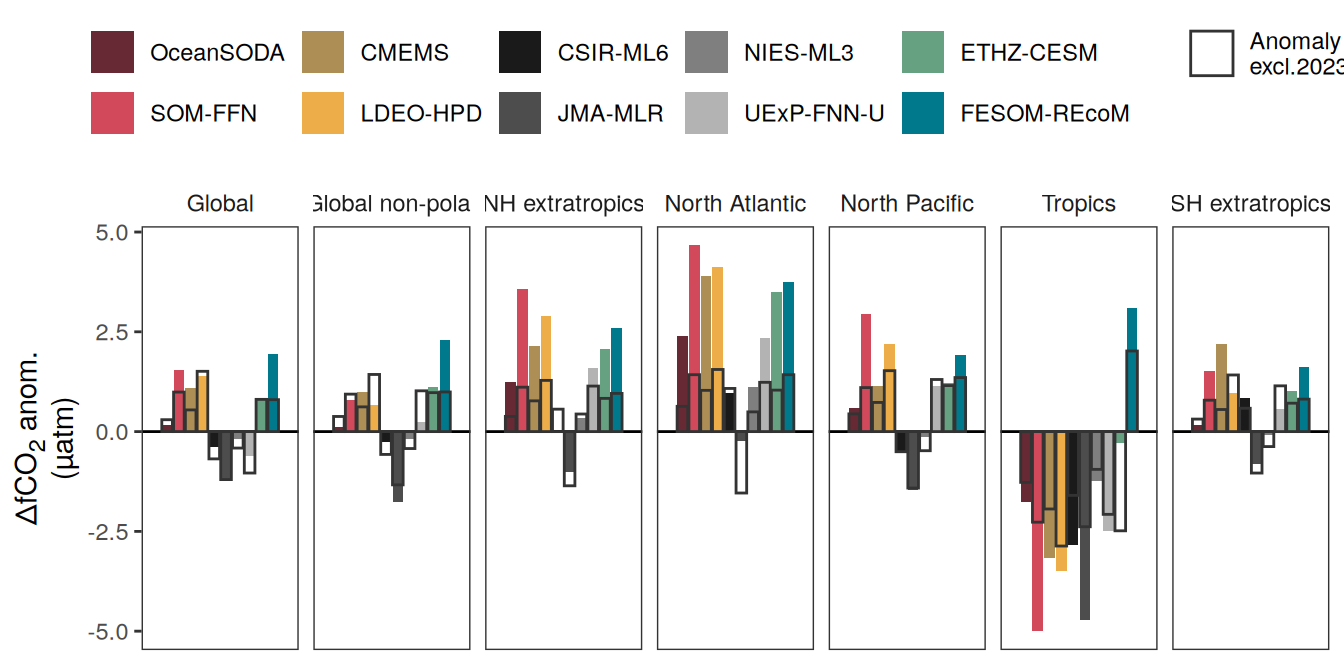 OceanSODA CMEMS CSIR-ML6 NIES-ML3 ETHZ-CESM Anomaly
excl.2023
SOM-FFN LDEO-HPD JMA-MLR UExP-FNN-U FESOM-REcoM
Global Global non-pola NH extratropics North Atlantic North Pacific Tropics SH extratropics
5.0
2.5
0.0
-2.5
-5.0
ΔfCO2 anom.
(µatm)